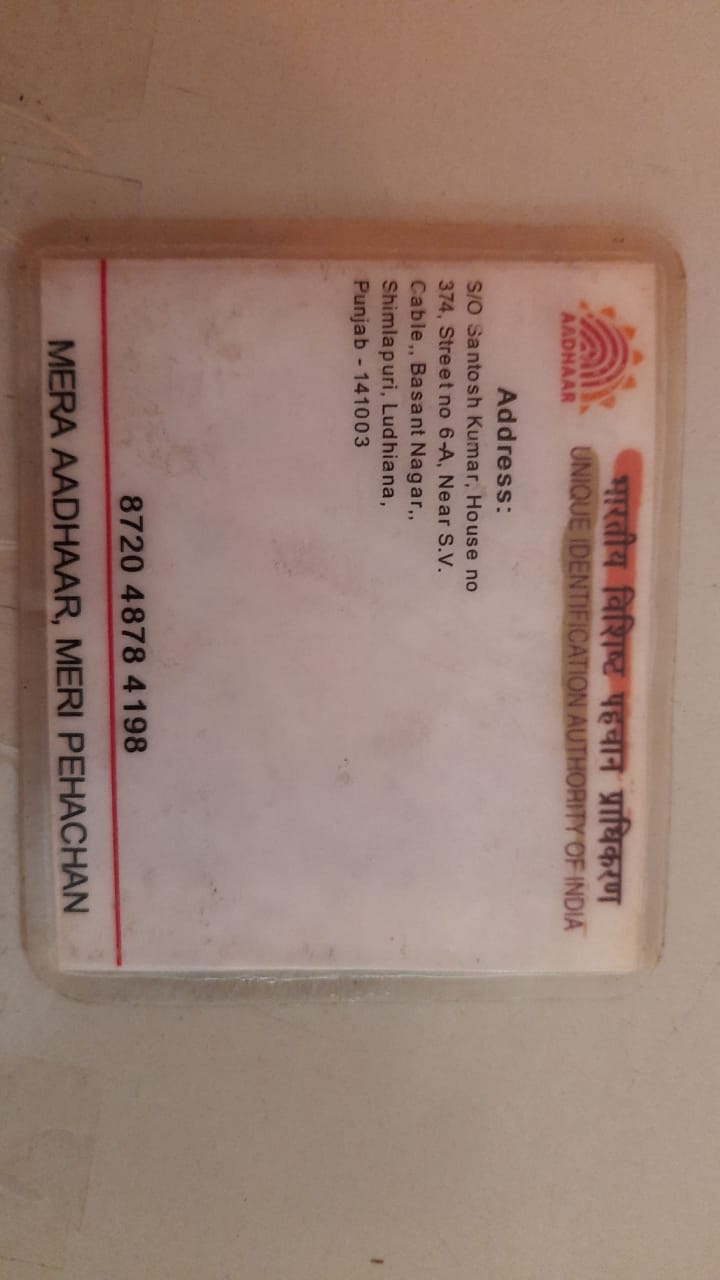 भारतीय विशिष्ट पहचान प्राधिकरण
UNIQUE IDENTIFICATION AUTHORITY OF INDIA
AADHAAR
Address:
S/O Santosh Kumar, House no
374, Street no 6-A, Near S.V.
Cable,, Basant Nagar,,
Shimlapuri, Ludhiana,
Punjab - 141003
8720 4878 4198
MERA AADHAAR, MERI PEHACHAN